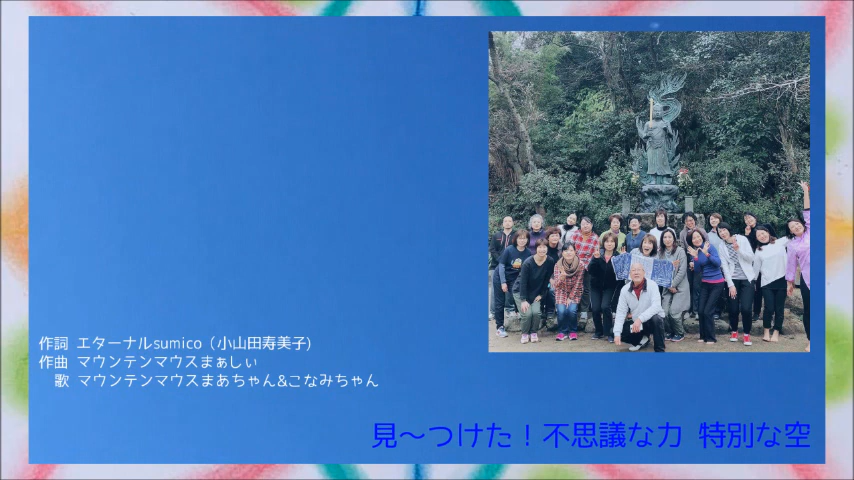 作詞 エターナルsumico（小山田寿美子)
作曲 マウンテンマウスまぁしぃ
歌 マウンテンマウスまあちゃん&こなみちゃん
見～つけた！不思議な力 特別な空